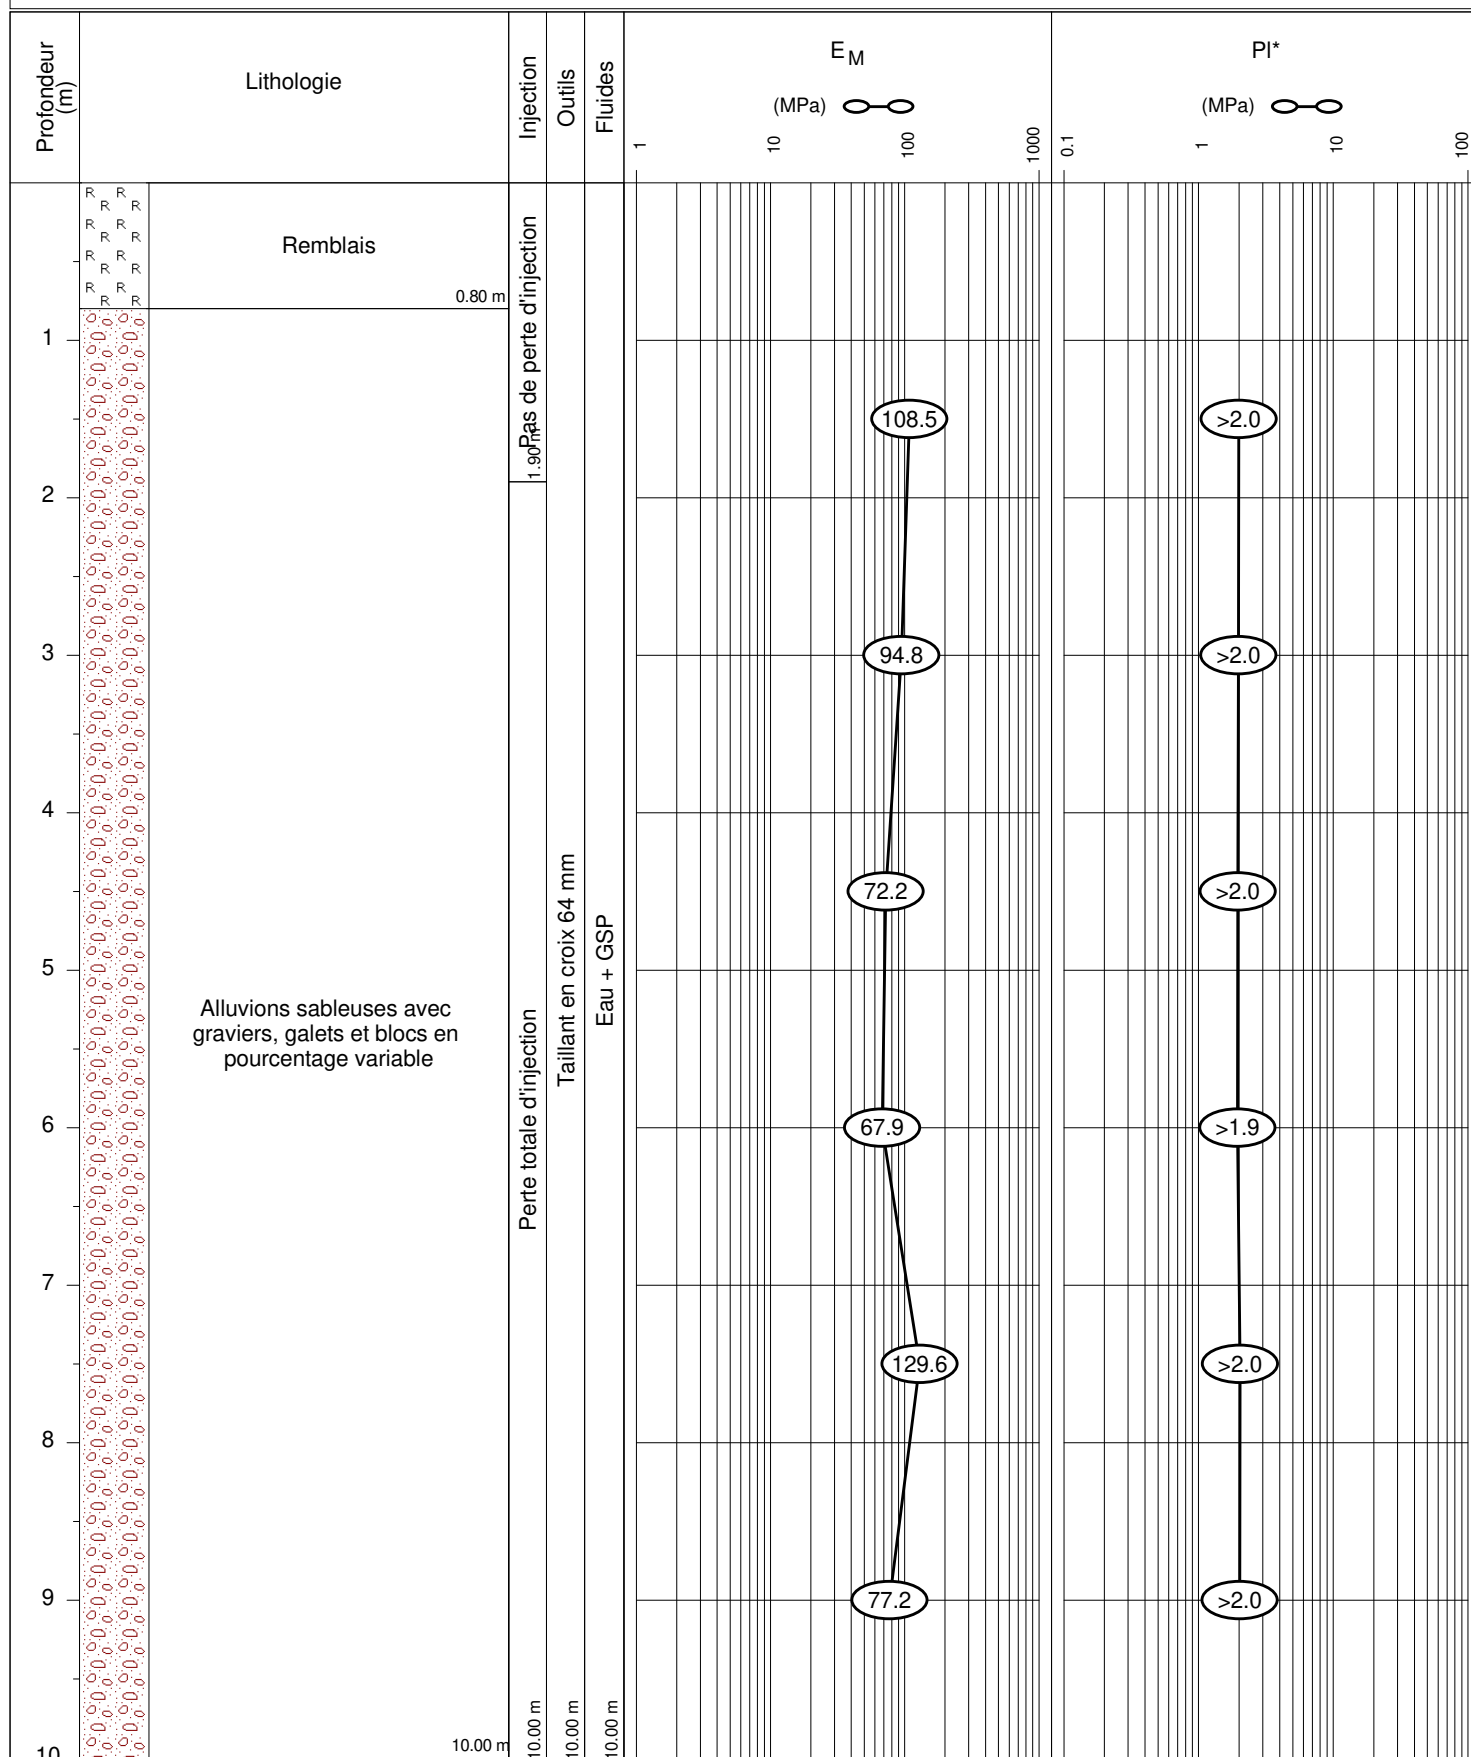 Profondeur
(m)
Lithologie
Injection
Outils
Fluides
E M
(MPa)
1
10
100
1000
Pl*
(MPa)
0.1
1
10
100
R R
R R
R R
R R
R R
R R
R R
R R
Remblais
0.80 m
Pas de perte d'injection
1.90 m
1
108.5
>2.0
2
3
94.8
>2.0
4
72.2
>2.0
5
Alluvions sableuses avec
graviers, galets et blocs en
pourcentage variable
Perte totale d'injection
Taillant en croix 64 mm
Eau + GSP
6
67.9
>1.9
7
129.6
>2.0
8
9
77.2
>2.0
10
10.00 m
10.00 m
10.00 m
10.00 m